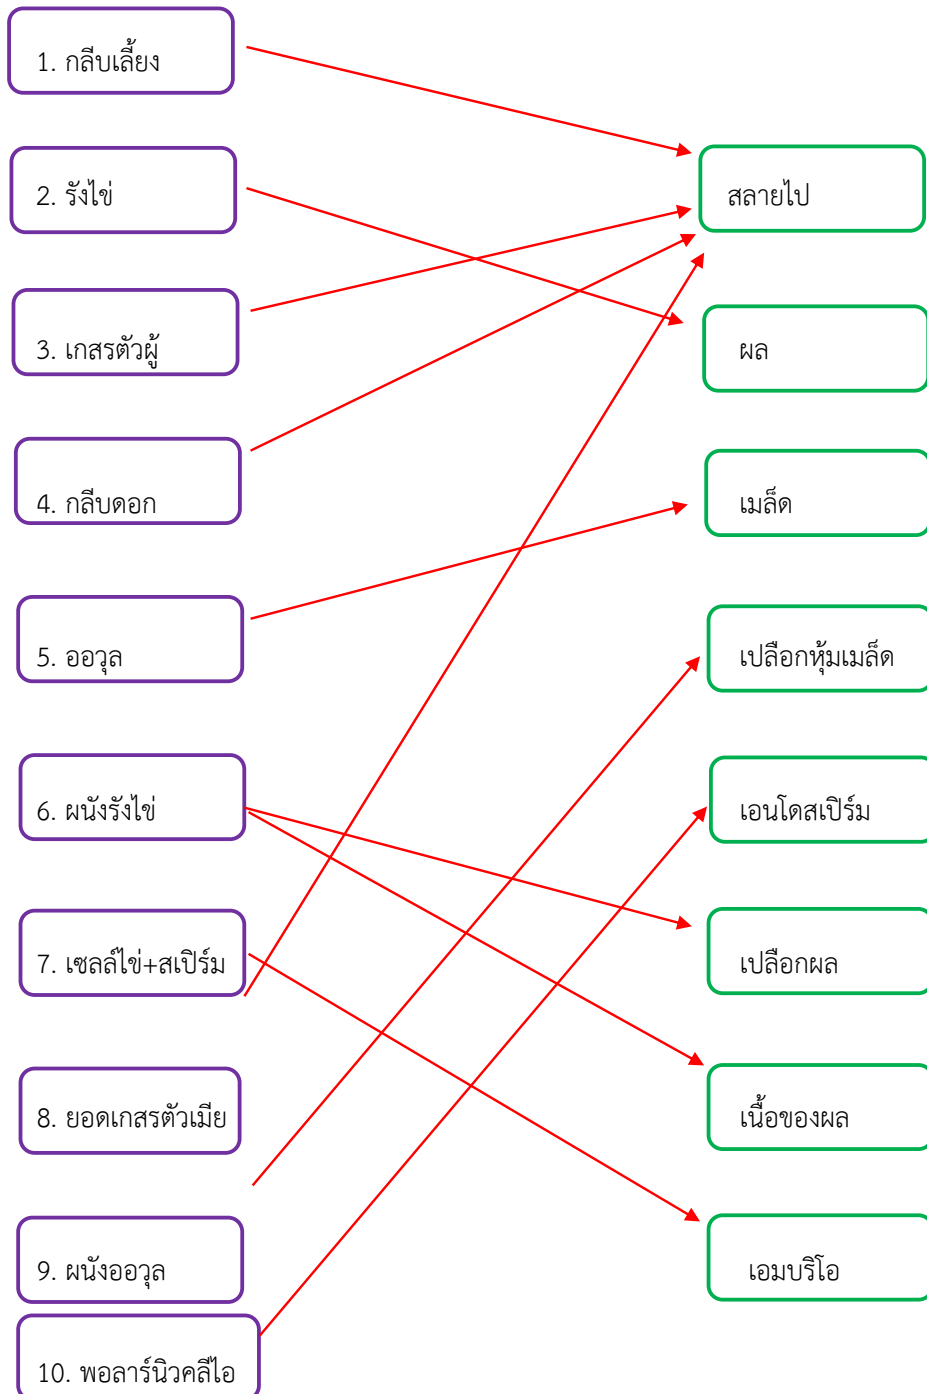 1. กลีบเลี้ยง
2. รังไข่
สลายไป
3. เกสรตัวผู้
ผล
4. กลีบดอก
เมล็ด
5. ออวุล
เปลือกหุ้มเมล็ด
6. ผนังรังไข่
เอนโดสเปิร์ม
7. เซลล์ไข่+สเปิร์ม
เปลือกผล
8. ยอดเกสรตัวเมีย
เนื้อของผล
9. ผนังออวุล
เอมบริโอ
10. พอลาร์นิวคลีไอ